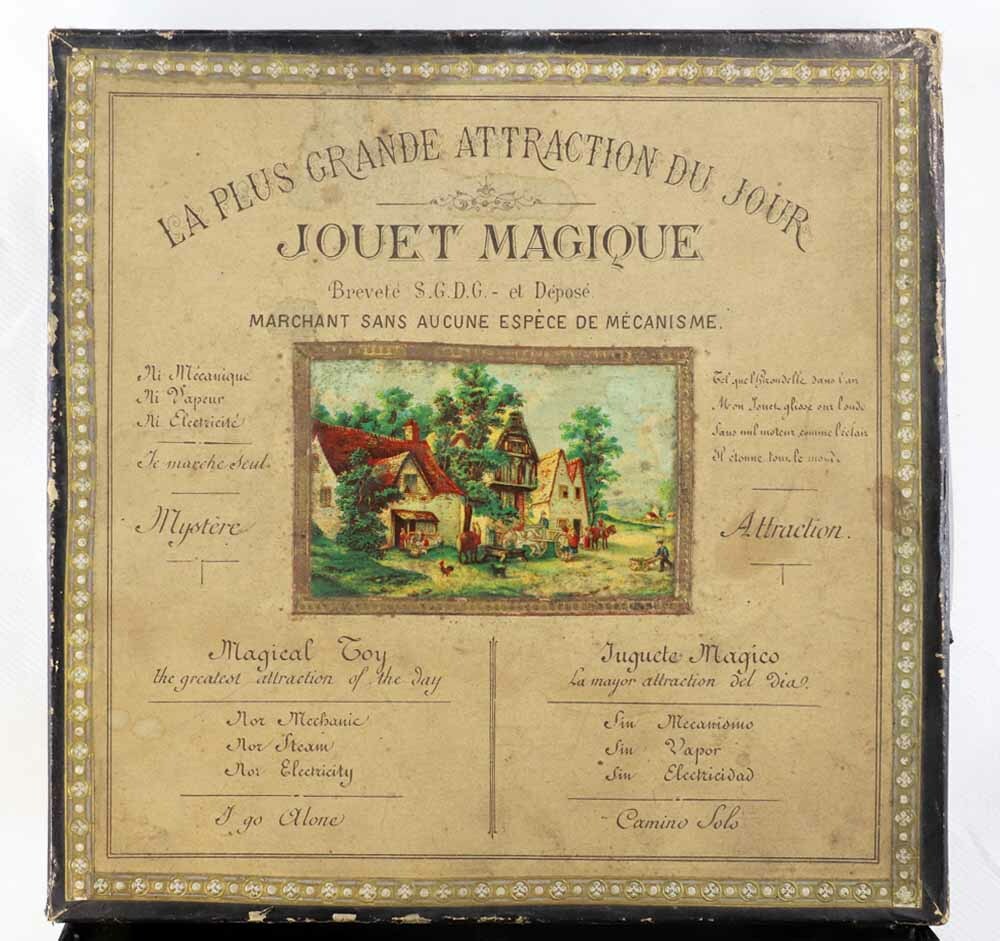 LA PLUS GRANDE ATTRACTION DU JOUR
JOUET MAGIQUE
Breveté S.G.D.G. - et Déposé.
MARCHANT SANS AUCUNE ESPÈCE DE MÉCANISME.
Ni Mécanique
Ni Vapeur
Ni Electricité
Je marche Seul
Mystère
Tel quel'hirondelle dans l'air
Mon Jouet glisse sur l'onde
Sans nul moteur comme l'éclair
Il étonne tout le monde
Attraction.
Magical Toy
the greatest attraction of the day
Nor Mechanic
Nor Steam
Nor Electricity
I go Alone
Juguete Magico
La mayor attraction Del Dia.
Sin Mecanismo
Sin Vapor
Sin Electricidad
Camino Solo